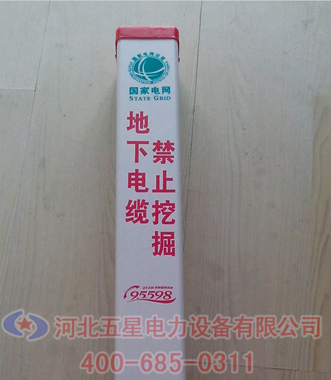 国家电网
STATE GRID
地下电缆
禁止挖掘
95598
河北五星电力设备有限公司
400-685-0311